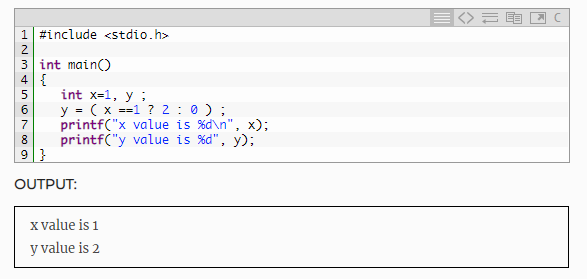 C
1 #include <stdio.h>
2
3 int main()
4 {
5    int x=1, y ;
6    y = ( x ==1 ? 2 : 0 ) ;
7    printf("x value is %d\n", x);
8    printf("y value is %d", y);
9 }
OUTPUT:
x value is 1
y value is 2